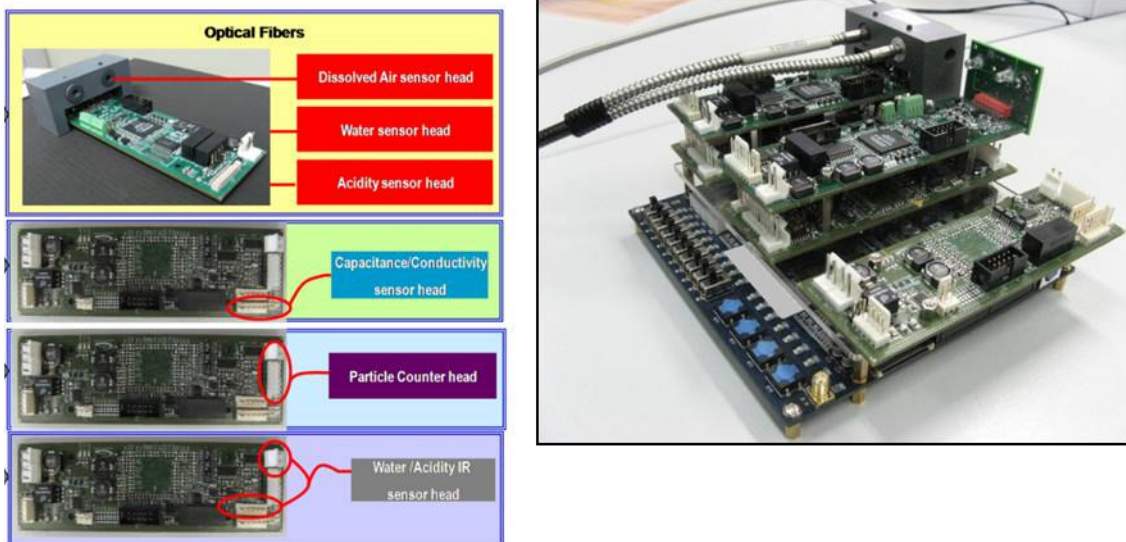 Optical Fibers
Dissolved Air sensor head
Water sensor head
Acidity sensor head
Capacitance/Conductivity
sensor head
Particle Counter head
Water /Acidity IR
sensor head